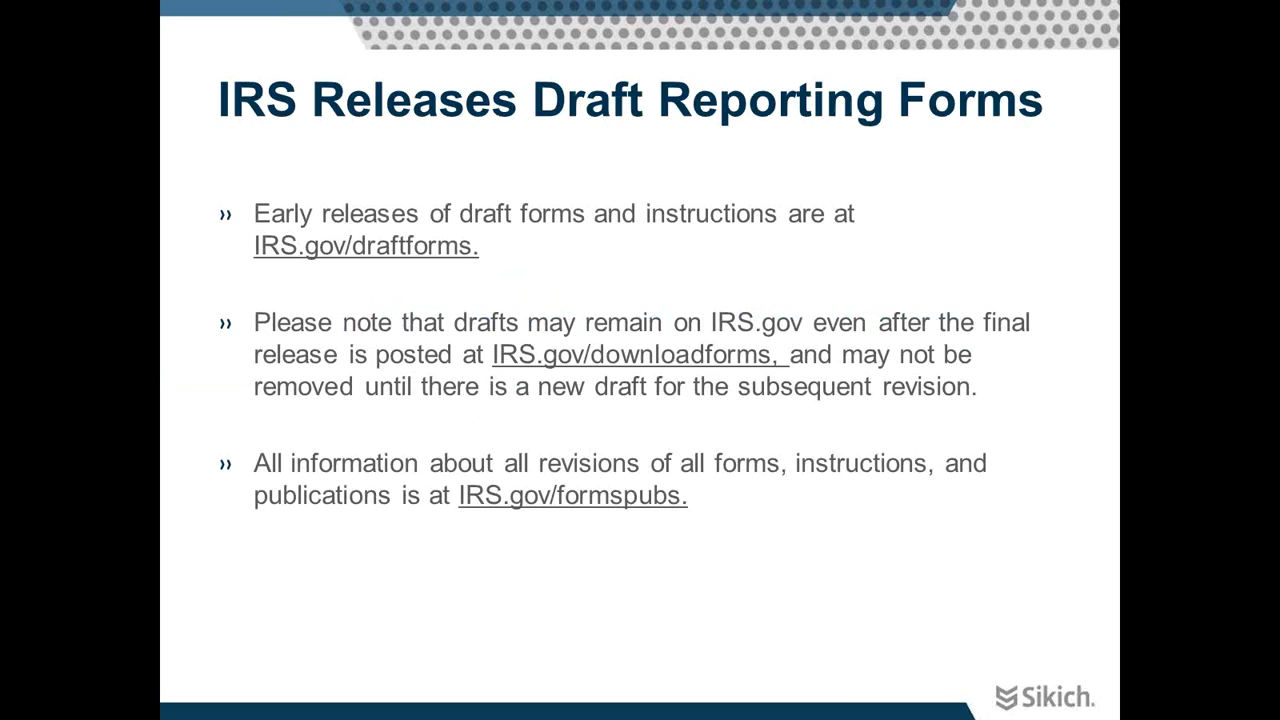 IRS Releases Draft Reporting Forms
›› Early releases of draft forms and instructions are at
IRS.gov/draftforms.
›› Please note that drafts may remain on IRS.gov even after the final
release is posted at IRS.gov/downloadforms, and may not be
removed until there is a new draft for the subsequent revision.
›› All information about all revisions of all forms, instructions, and
publications is at IRS.gov/formspubs.
Sikich.